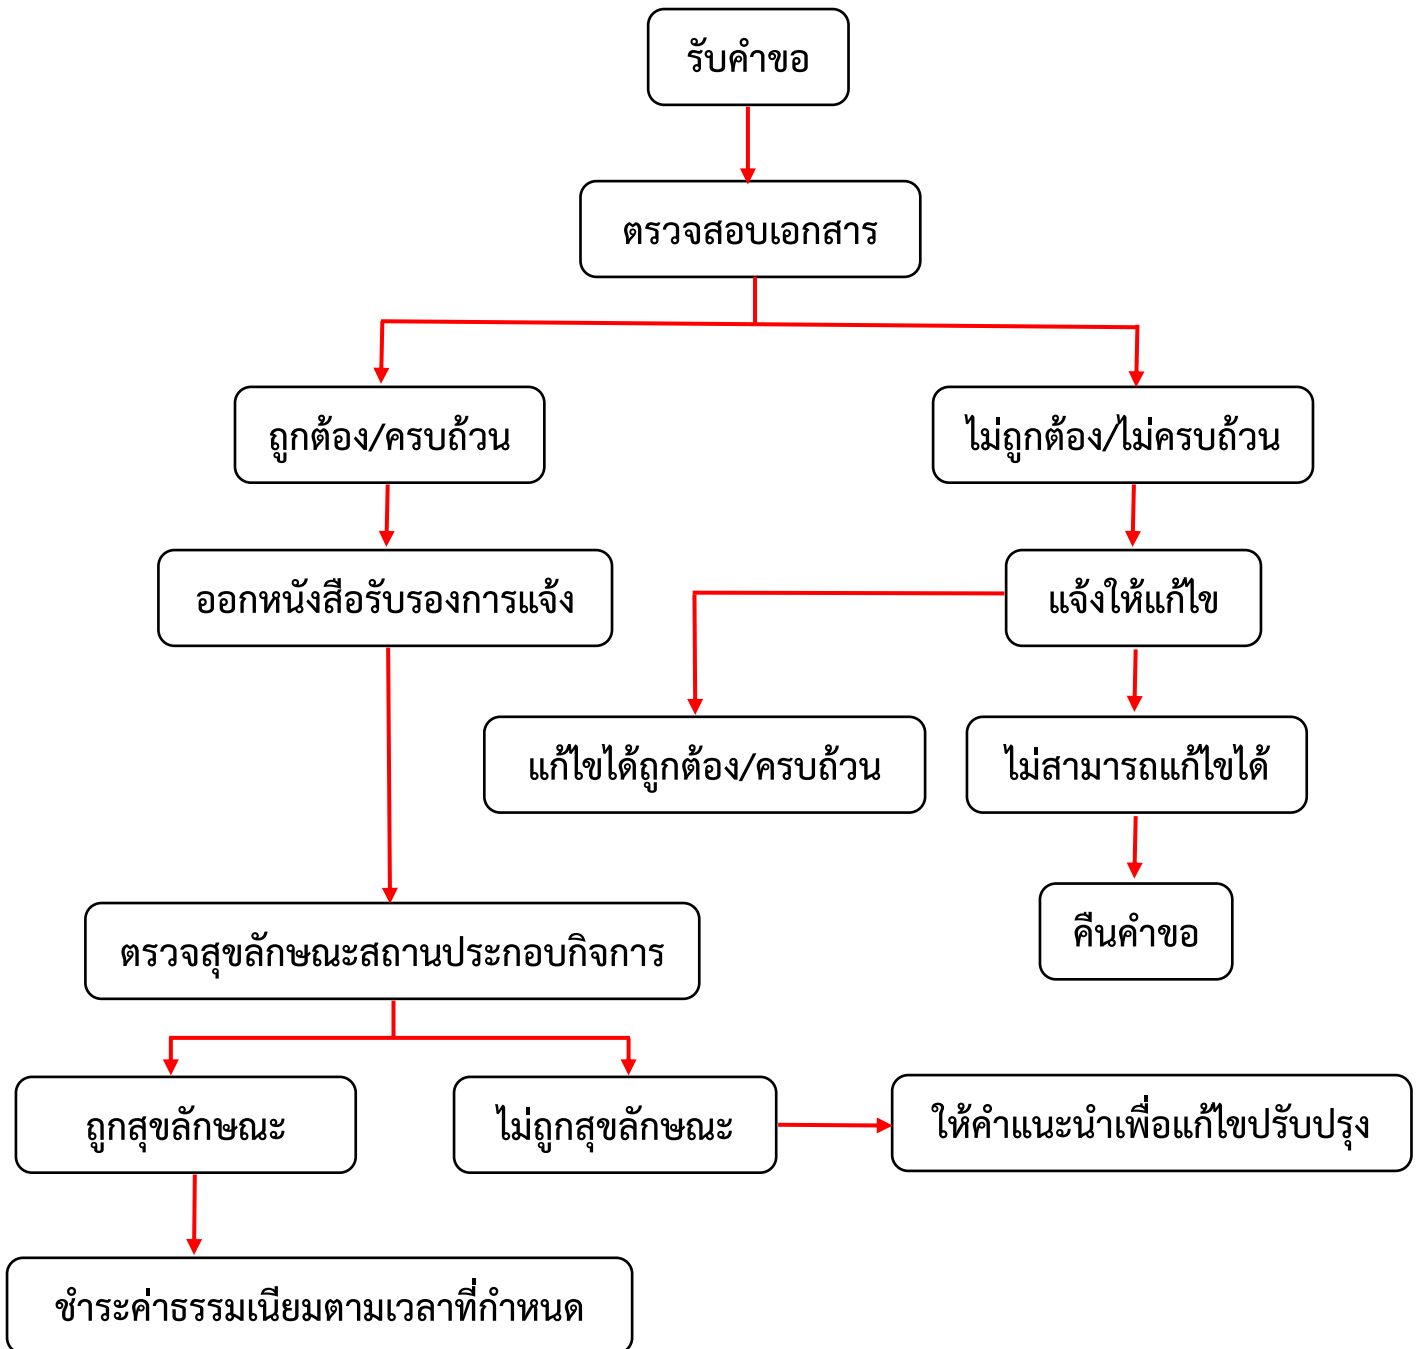 รับคำขอ
ตรวจสอบเอกสาร
ถูกต้อง/ครบถ้วน
ไม่ถูกต้อง/ไม่ครบถ้วน
ออกหนังสือรับรองการแจ้ง
แจ้งให้แก้ไข
แก้ไขได้ถูกต้อง/ครบถ้วน
ไม่สามารถแก้ไขได้
คืนคำขอ
ตรวจสุขลักษณะสถานประกอบกิจการ
ถูกสุขลักษณะ
ไม่ถูกสุขลักษณะ
ให้คำแนะนำเพื่อแก้ไขปรับปรุง
ชำระค่าธรรมเนียมตามเวลาที่กำหนด